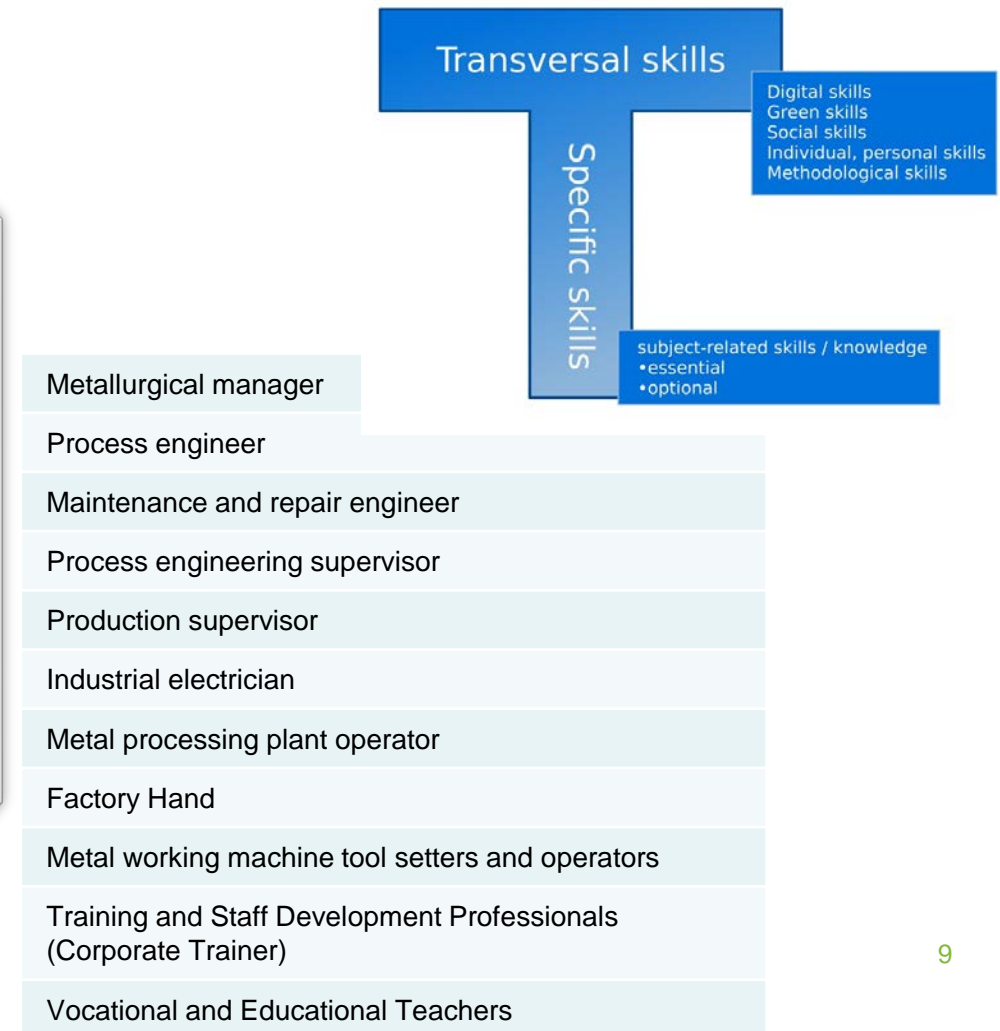 Transversal skills
Digital skills
Green skills
Social skills
Individual, personal skills
Methodological skills
Specific skills
subject-related skills / knowledge
•essential
•optional
Metallurgical manager
Process engineer
Maintenance and repair engineer
Process engineering supervisor
Production supervisor
Industrial electrician
Metal processing plant operator
Factory Hand
Metal working machine tool setters and operators
Training and Staff Development Professionals
(Corporate Trainer)
Vocational and Educational Teachers
9